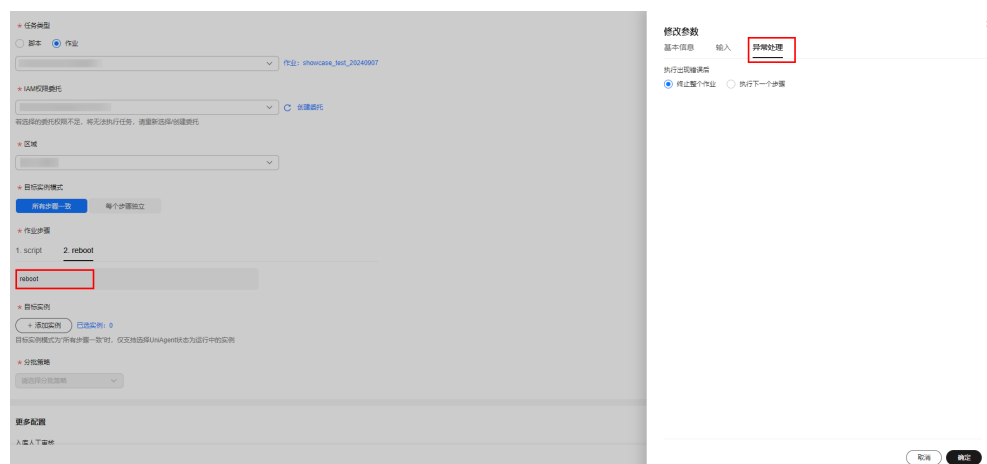 * 任务类型
脚本 作业
作业：showcase_test_20240907
* IAM权限委托
创建委托
若选择的委托权限不足，将无法执行任务，请重新选择/创建委托
* 区域
* 目标实例模式
所有步骤一致 每个步骤独立
* 作业步骤
1. script 2. reboot
reboot
* 目标实例
+ 添加实例 已选实例：0
目标实例模式为“所有步骤一致”时，仅支持选择UniAgent状态为运行中的实例
* 分批策略
请选择分批策略
更多配置
人工审核
修改参数
基本信息 输入 异常处理
执行出现错误后
终止整个作业 执行下一个步骤
取消 确定